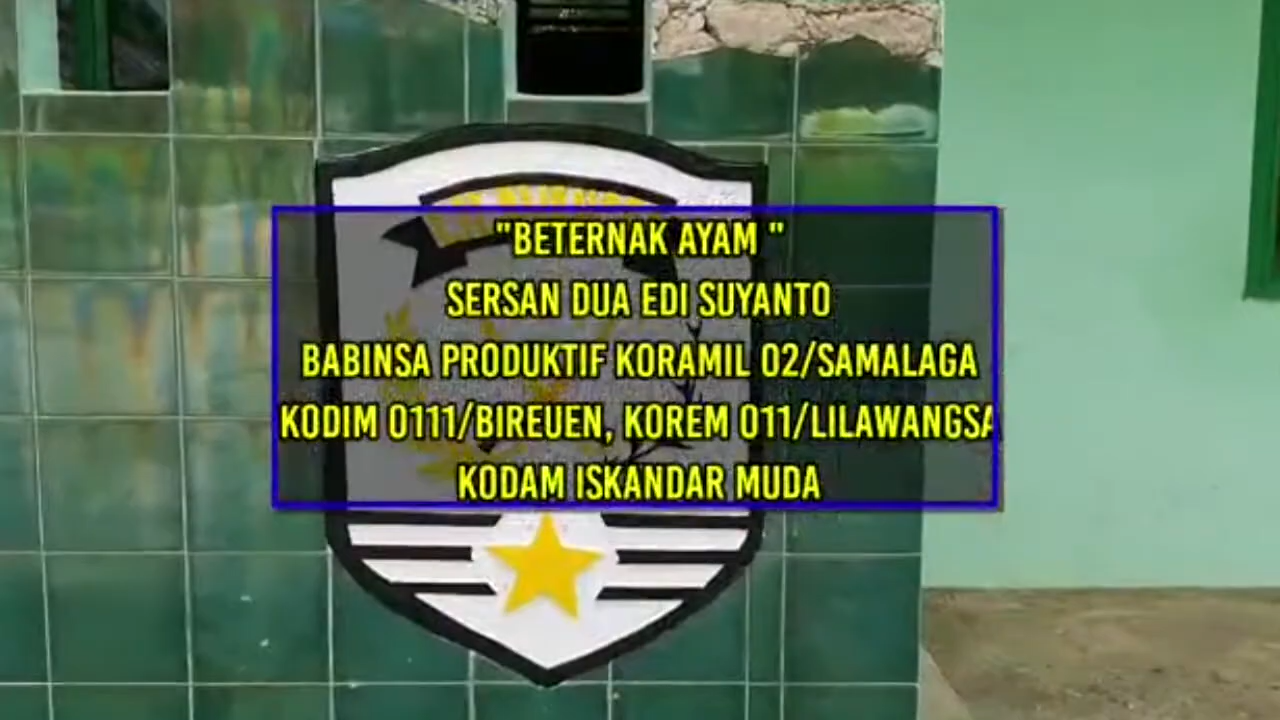 "BETERNAK AYAM "
SERSAN DUA EDI SUYANTO
BABINSA PRODUKTIF KORAMIL 02/SAMALAGA
KODIM 0111/BIREUEN, KOREM 011/LILAWANGSA
KODAM ISKANDAR MUDA